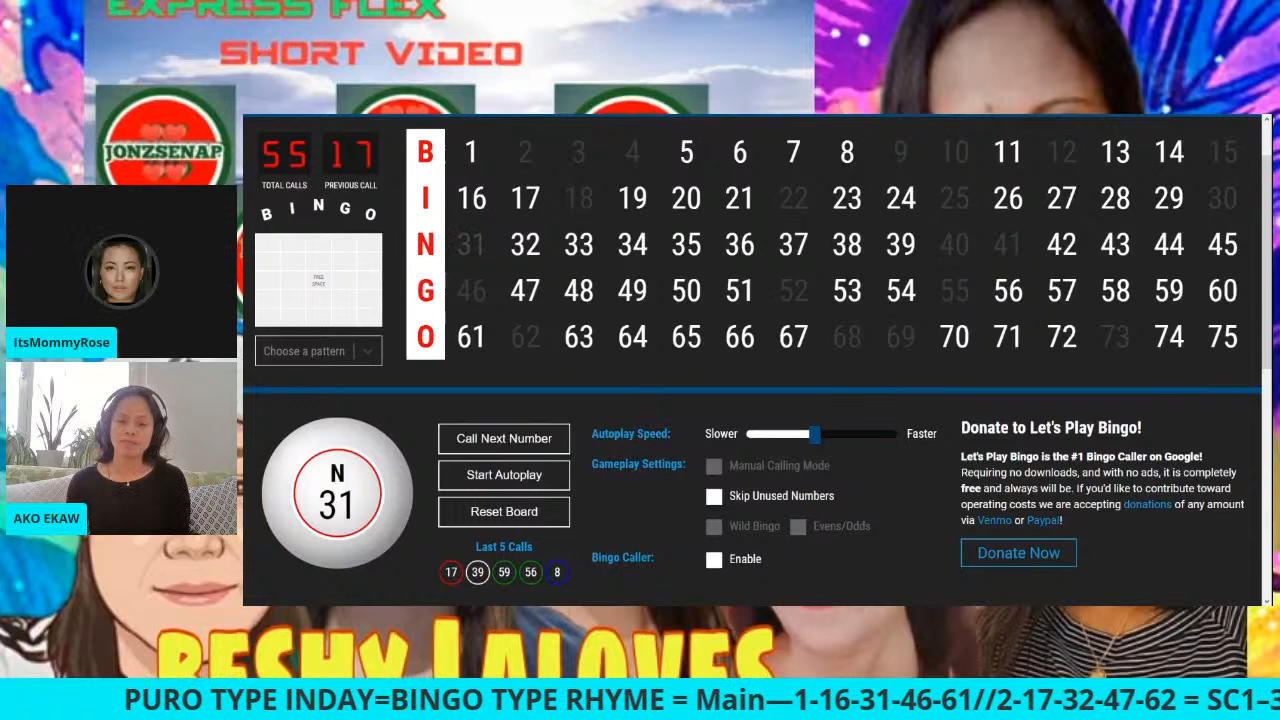 EXPRESS FLEX
SHORT VIDEO
JONZSENAP
55 17
TOTAL CALLS PREVIOUS CALL
B I N G O
FREE
SPACE
Choose a pattern
B 1 2 3 4 5 6 7 8 9 10 11 12 13 14 15
I 16 17 18 19 20 21 22 23 24 25 26 27 28 29 30
N 31 32 33 34 35 36 37 38 39 40 41 42 43 44 45
G 46 47 48 49 50 51 52 53 54 55 56 57 58 59 60
O 61 62 63 64 65 66 67 68 69 70 71 72 73 74 75
ItsMommyRose
AKO EKAW
N
31
Call Next Number
Start Autoplay
Reset Board
Last 5 Calls
17 39 59 56 8
Autoplay Speed: Slower Faster
Gameplay Settings: Manual Calling Mode
Skip Unused Numbers
Wild Bingo Evens/Odds
Bingo Caller: Enable
Donate to Let's Play Bingo!
Let's Play Bingo is the #1 Bingo Caller on Google!
Requiring no downloads, and with no ads, it is completely
free and always will be. If you'd like to contribute toward
operating costs we are accepting donations of any amount
via Venmo or Paypal!
Donate Now
BESHY LALOVES
PURO TYPE INDAY=BINGO TYPE RHYME = Main—1-16-31-46-61//2-17-32-47-62 = SC1–3